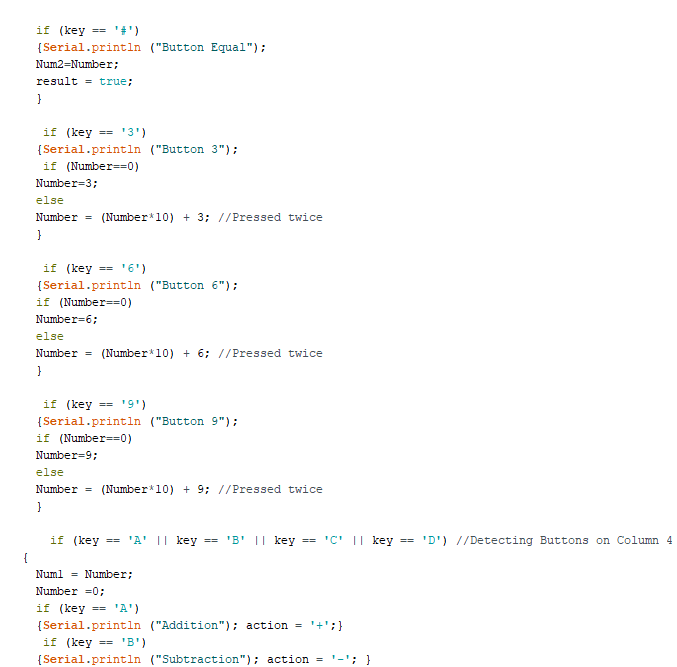 if (key == '#')
{Serial.println ("Button Equal");
Num2=Number;
result = true;
}
if (key == '3')
{Serial.println ("Button 3");
if (Number==0)
Number=3;
else
Number = (Number*10) + 3; //Pressed twice
}
if (key == '6')
{Serial.println ("Button 6");
if (Number==0)
Number=6;
else
Number = (Number*10) + 6; //Pressed twice
}
if (key == '9')
{Serial.println ("Button 9");
if (Number==0)
Number=9;
else
Number = (Number*10) + 9; //Pressed twice
}
if (key == 'A' || key == 'B' || key == 'C' || key == 'D') //Detecting Buttons on Column 4
{
Num1 = Number;
Number =0;
if (key == 'A')
{Serial.println ("Addition"); action = '+';}
if (key == 'B')
{Serial.println ("Subtraction"); action = '-'; }